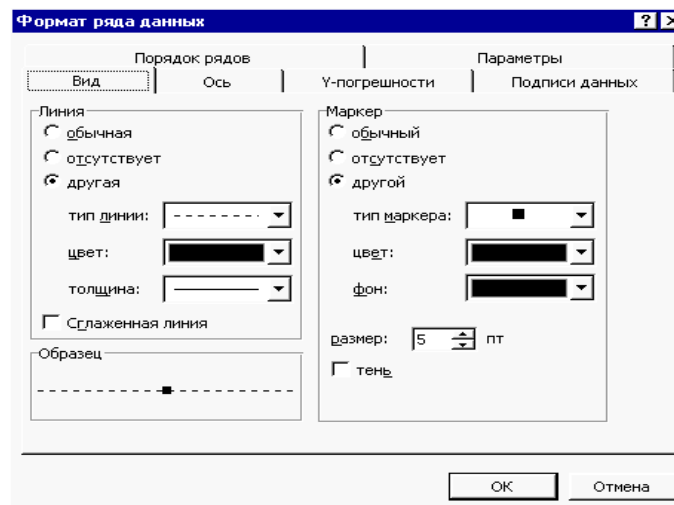 Формат ряда данных
Порядок рядов
Параметры
Вид
Ось
Y-погрешности
Подписи данных
Линия
обычная
отсутствует
другая
тип линии:
цвет:
толщина:
Сглаженная линия
Образец
Маркер
обычный
отсутствует
другой
тип маркера:
цвет:
фон:
размер: 5 пт
тень
ОК
Отмена